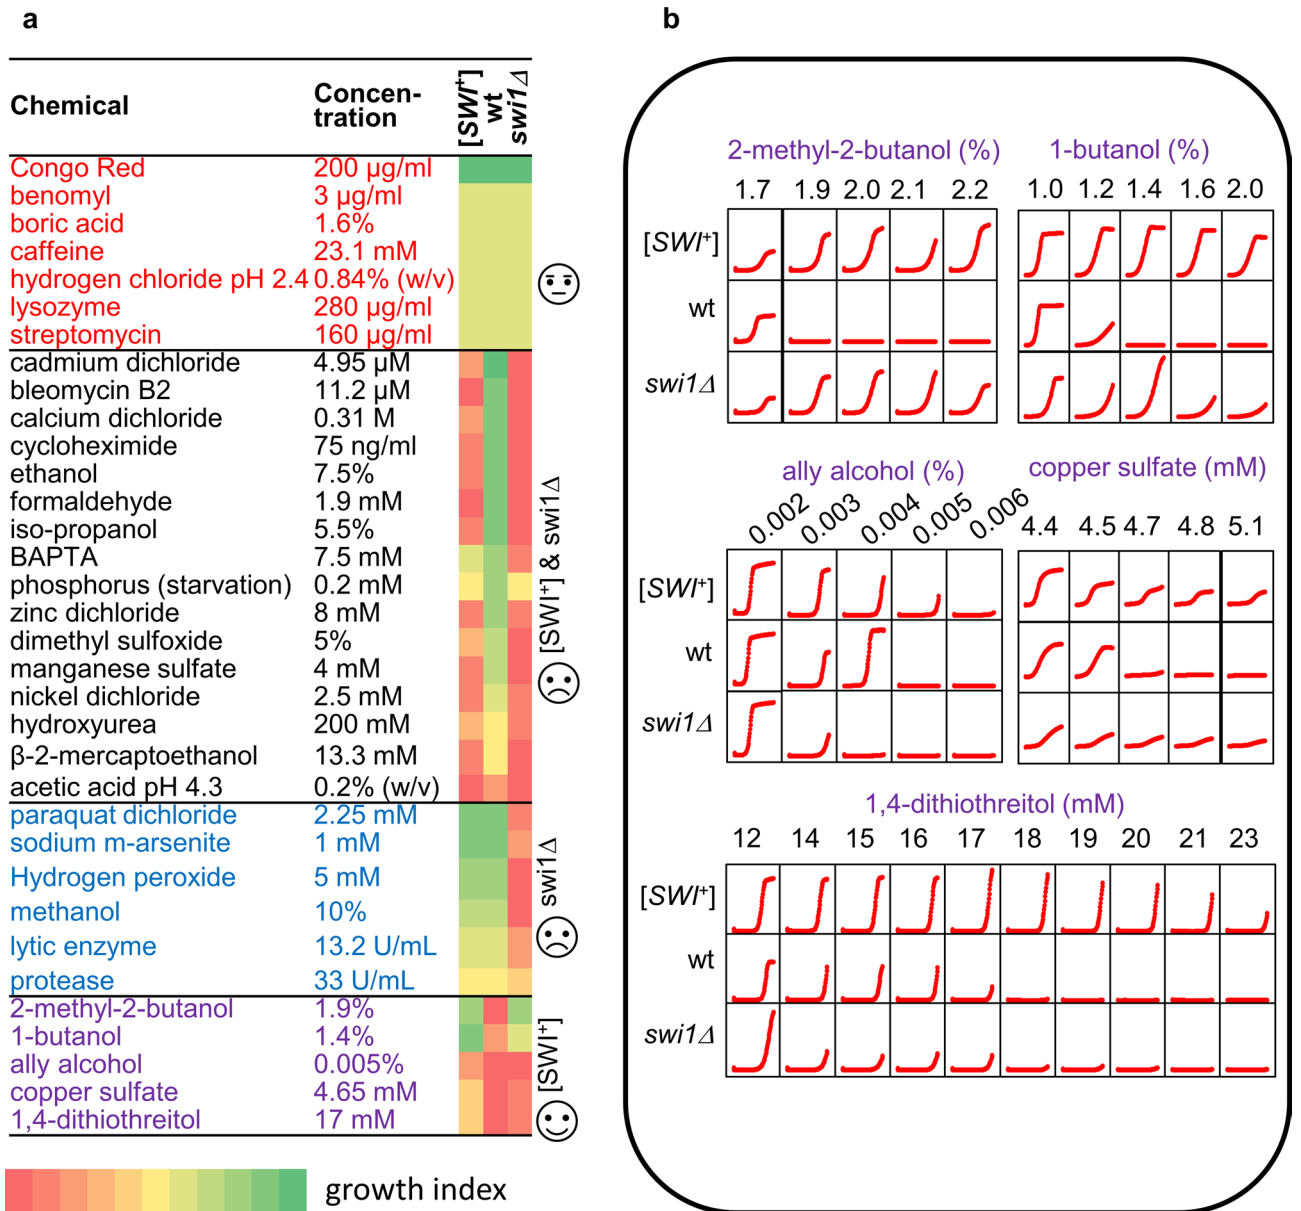 a
Chemical
Concen-
tration
[SWI⁺]
wt
swi1Δ
Congo Red 200 µg/ml
benomyl 3 µg/ml
boric acid 1.6%
caffeine 23.1 mM
hydrogen chloride pH 2.4 0.84% (w/v)
lysozyme 280 µg/ml
streptomycin 160 µg/ml
cadmium dichloride 4.95 µM
bleomycin B2 11.2 µM
calcium dichloride 0.31 M
cycloheximide 75 ng/ml
ethanol 7.5%
formaldehyde 1.9 mM
iso-propanol 5.5%
BAPTA 7.5 mM
phosphorus (starvation) 0.2 mM
zinc dichloride 8 mM
dimethyl sulfoxide 5%
manganese sulfate 4 mM
nickel dichloride 2.5 mM
hydroxyurea 200 mM
β-2-mercaptoethanol 13.3 mM
acetic acid pH 4.3 0.2% (w/v)
[SWI⁺] & swi1Δ
paraquat dichloride 2.25 mM
sodium m-arsenite 1 mM
Hydrogen peroxide 5 mM
methanol 10%
lytic enzyme 13.2 U/mL
protease 33 U/mL
swi1Δ
2-methyl-2-butanol 1.9%
1-butanol 1.4%
ally alcohol 0.005%
copper sulfate 4.65 mM
1,4-dithiothreitol 17 mM
[SWI⁺]
growth index
b
2-methyl-2-butanol (%)
1.7 1.9 2.0 2.1 2.2
1-butanol (%)
1.0 1.2 1.4 1.6 2.0
[SWI⁺]
wt
swi1Δ
ally alcohol (%)
0.002 0.003 0.004 0.005 0.006
copper sulfate (mM)
4.4 4.5 4.7 4.8 5.1
[SWI⁺]
wt
swi1Δ
1,4-dithiothreitol (mM)
12 14 15 16 17 18 19 20 21 23
[SWI⁺]
wt
swi1Δ